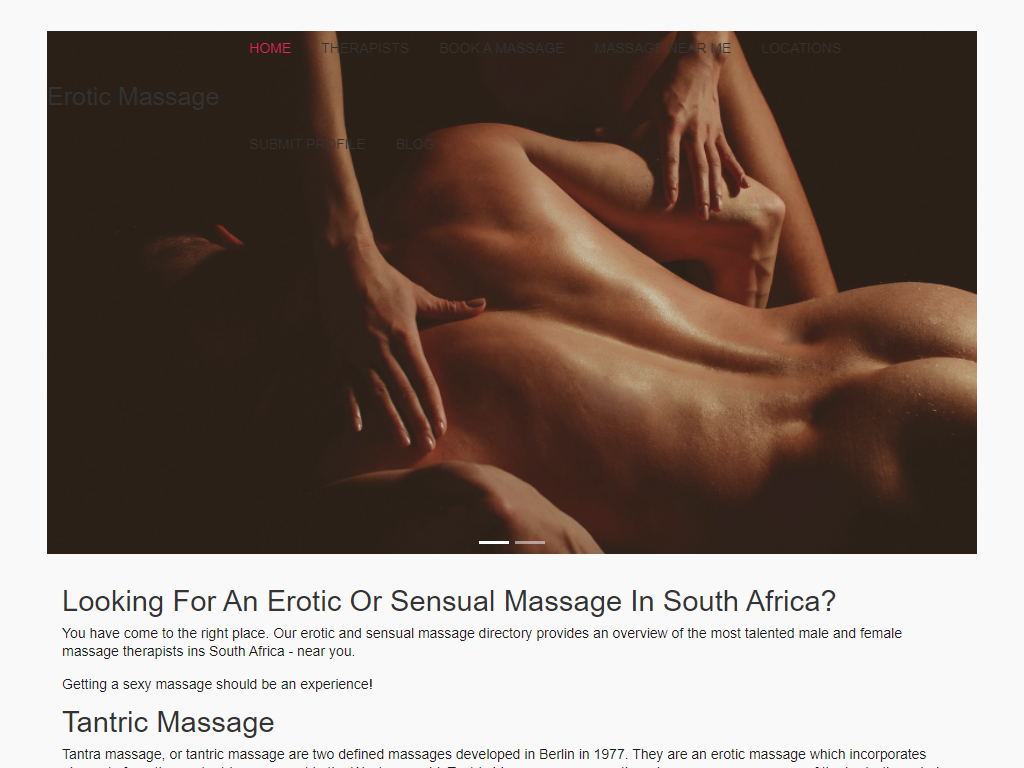 HOME THERAPISTS BOOK A MASSAGE MASSAGE NEAR ME LOCATIONS
Erotic Massage
SUBMIT PROFILE BLOG
Looking For An Erotic Or Sensual Massage In South Africa?
You have come to the right place. Our erotic and sensual massage directory provides an overview of the most talented male and female
massage therapists ins South Africa - near you.
Getting a sexy massage should be an experience!
Tantric Massage
Tantra massage, or tantric massage are two defined massages developed in Berlin in 1977. They are an erotic massage which incorporates